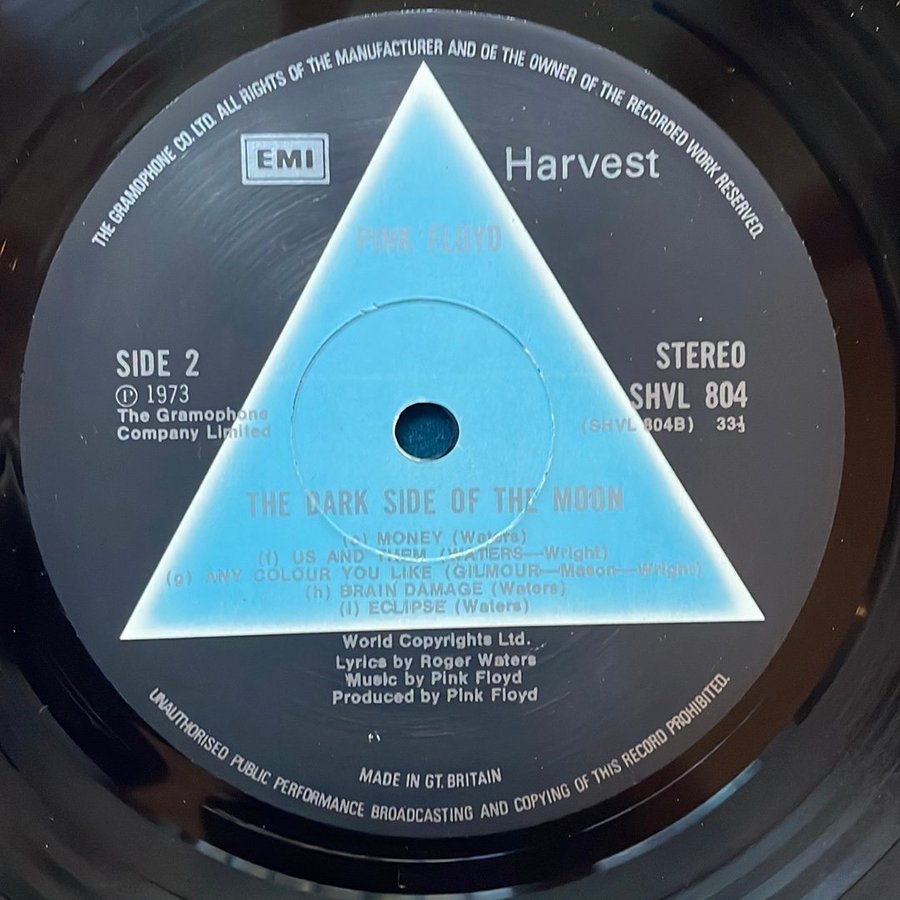 THE GRAMOPHONE CO. LTD. ALL RIGHTS OF THE MANUFACTURER AND OF THE OWNER OF THE RECORDED WORK RESERVED.
EMI
Harvest
PINK FLOYD
SIDE 2
Ⓟ 1973
The Gramophone
Company Limited
STEREO
SHVL 804
(SHVL 804B) 33⅓
THE DARK SIDE OF THE MOON
(e) MONEY (Waters)
(f) US AND THEM (WATERS—Wright)
(g) ANY COLOUR YOU LIKE (GILMOUR—Mason—Wright)
(h) BRAIN DAMAGE (Waters)
(i) ECLIPSE (Waters)
World Copyrights Ltd.
Lyrics by Roger Waters
Music by Pink Floyd
Produced by Pink Floyd
MADE IN GT. BRITAIN
UNAUTHORISED PUBLIC PERFORMANCE BROADCASTING AND COPYING OF THIS RECORD PROHIBITED.